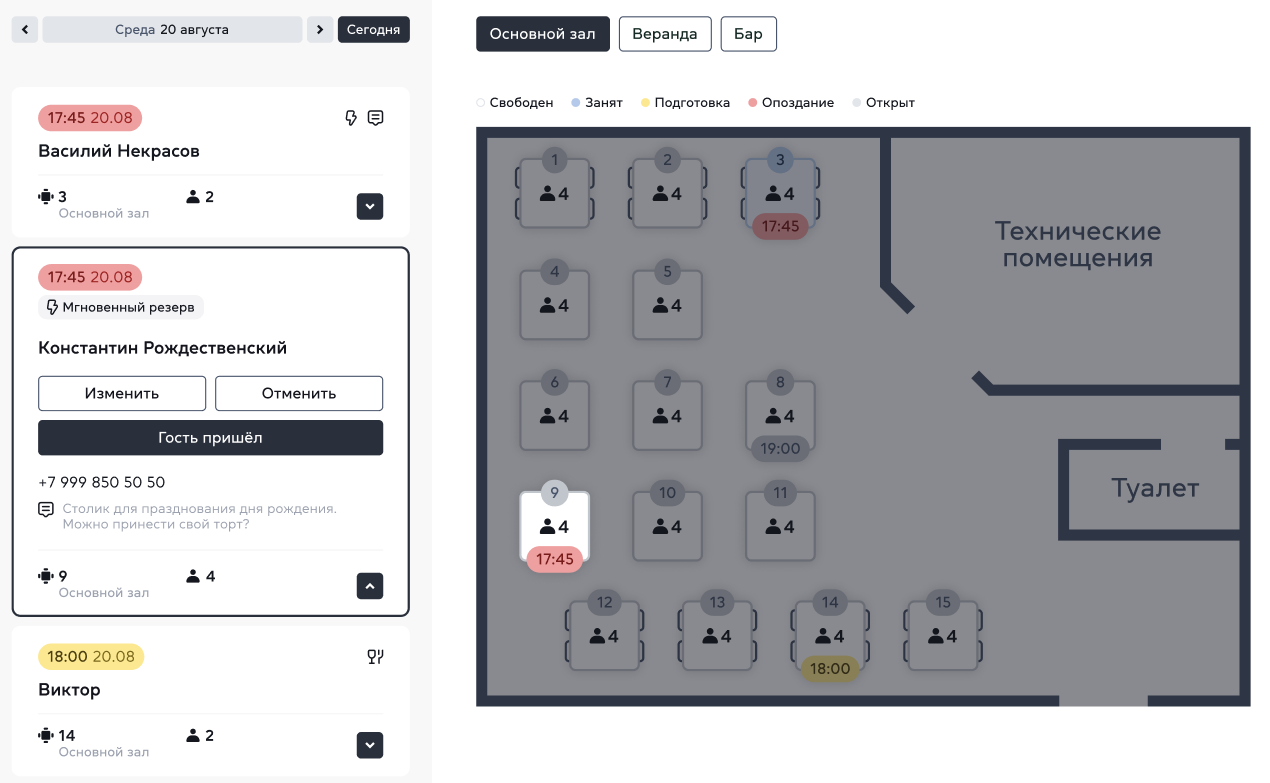 Среда 20 августа
Сегодня
17:45 20.08
Василий Некрасов
3
2
Основной зал
17:45 20.08
Мгновенный резерв
Константин Рождественский
Изменить
Отменить
Гость пришёл
+7 999 850 50 50
Столик для празднования дня рождения.
Можно принести свой торт?
9
4
Основной зал
18:00 20.08
Виктор
14
2
Основной зал
Основной зал
Веранда
Бар
Свободен
Занят
Подготовка
Опоздание
Открыт
1
2
3
4
4
4
17:45
Технические
помещения
4
5
4
4
6
7
8
4
4
4
19:00
Туалет
9
10
11
4
4
4
17:45
12
13
14
15
4
4
4
4
18:00